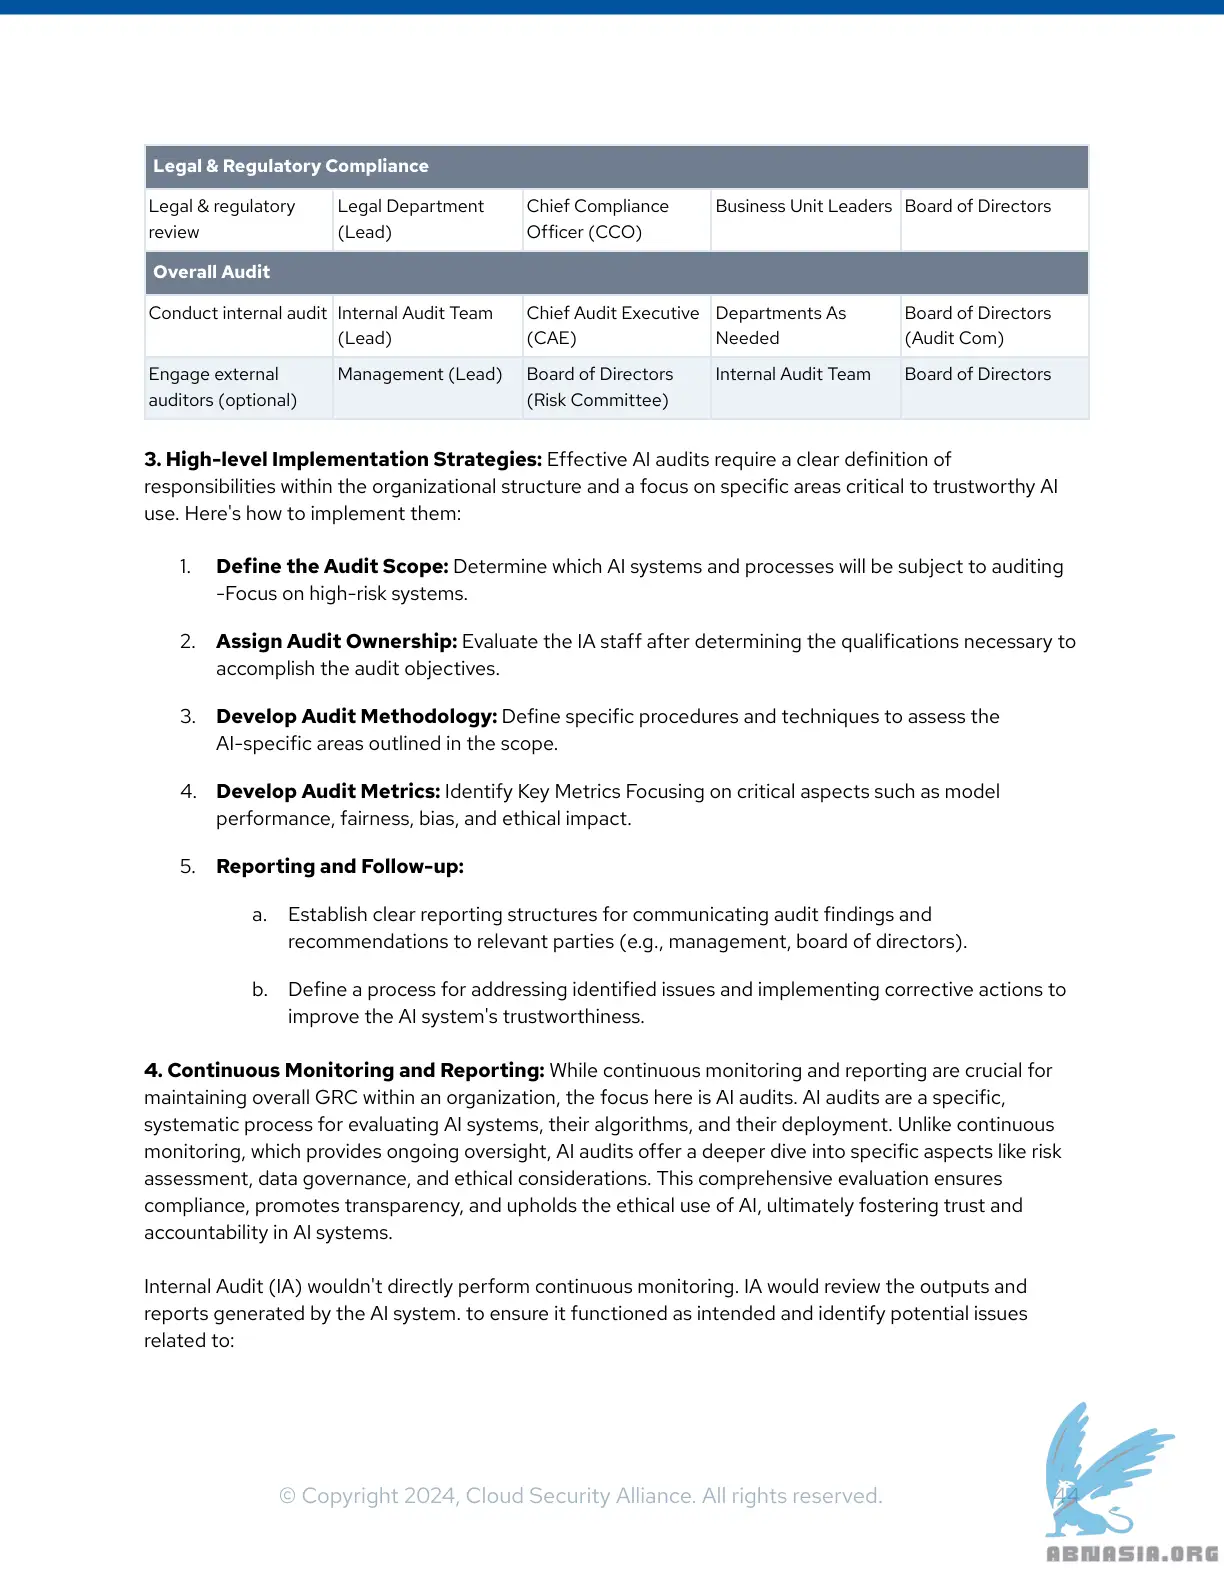 Legal & Regulatory Compliance
Legal & regulatory review
Legal Department (Lead)
Chief Compliance Officer (CCO)
Business Unit Leaders
Board of Directors
Overall Audit
Conduct internal audit
Internal Audit Team (Lead)
Chief Audit Executive (CAE)
Departments As Needed
Board of Directors (Audit Com)
Engage external auditors (optional)
Management (Lead)
Board of Directors (Risk Committee)
Internal Audit Team
Board of Directors
3. High-level Implementation Strategies: Effective AI audits require a clear definition of
responsibilities within the organizational structure and a focus on specific areas critical to trustworthy AI
use. Here's how to implement them:
1. Define the Audit Scope: Determine which AI systems and processes will be subject to auditing
-Focus on high-risk systems.
2. Assign Audit Ownership: Evaluate the IA staff after determining the qualifications necessary to
accomplish the audit objectives.
3. Develop Audit Methodology: Define specific procedures and techniques to assess the
AI-specific areas outlined in the scope.
4. Develop Audit Metrics: Identify Key Metrics Focusing on critical aspects such as model
performance, fairness, bias, and ethical impact.
5. Reporting and Follow-up:
a. Establish clear reporting structures for communicating audit findings and
recommendations to relevant parties (e.g., management, board of directors).
b. Define a process for addressing identified issues and implementing corrective actions to
improve the AI system's trustworthiness.
4. Continuous Monitoring and Reporting: While continuous monitoring and reporting are crucial for
maintaining overall GRC within an organization, the focus here is AI audits. AI audits are a specific,
systematic process for evaluating AI systems, their algorithms, and their deployment. Unlike continuous
monitoring, which provides ongoing oversight, AI audits offer a deeper dive into specific aspects like risk
assessment, data governance, and ethical considerations. This comprehensive evaluation ensures
compliance, promotes transparency, and upholds the ethical use of AI, ultimately fostering trust and
accountability in AI systems.
Internal Audit (IA) wouldn't directly perform continuous monitoring. IA would review the outputs and
reports generated by the AI system. to ensure it functioned as intended and identify potential issues
related to:
© Copyright 2024, Cloud Security Alliance. All rights reserved.
44
ABNASIA.ORG